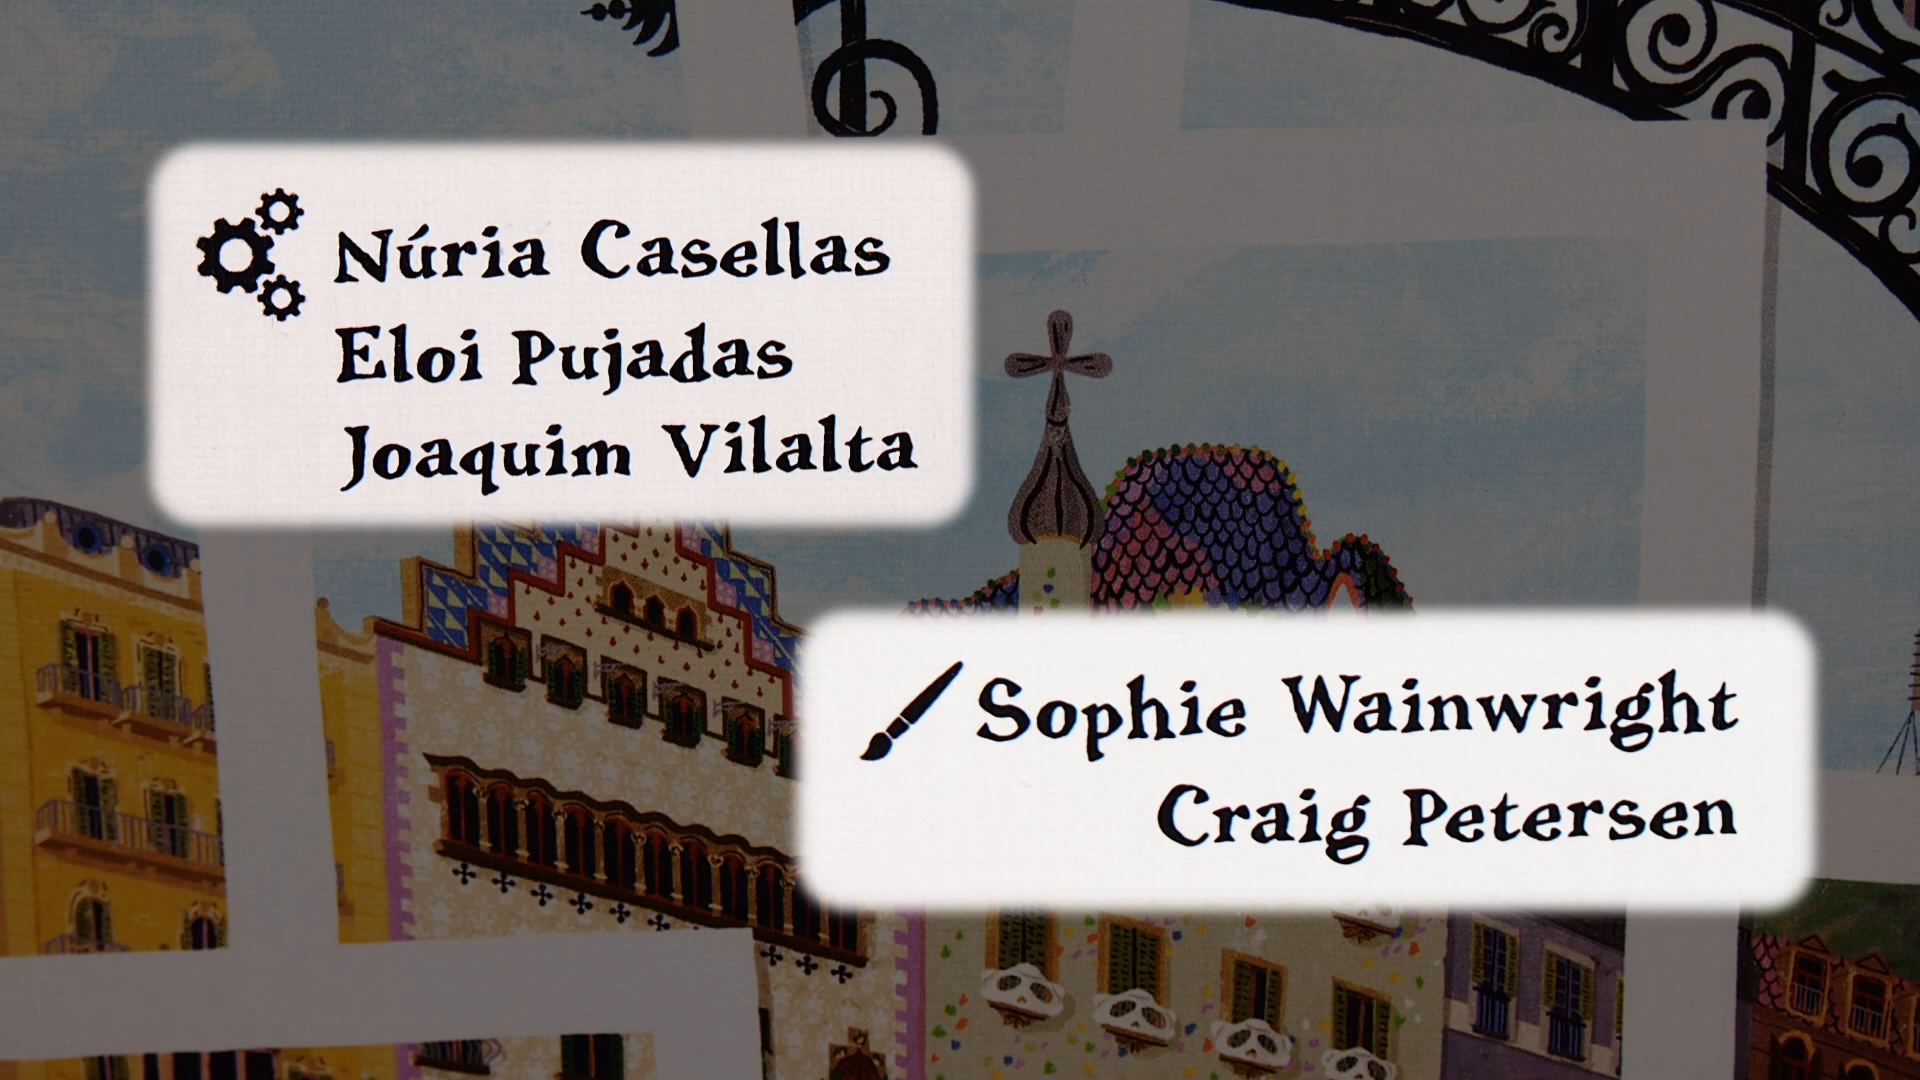 Núria Casellas
Eloi Pujadas
Joaquim Vilalta
Sophie Wainwright
Craig Petersen